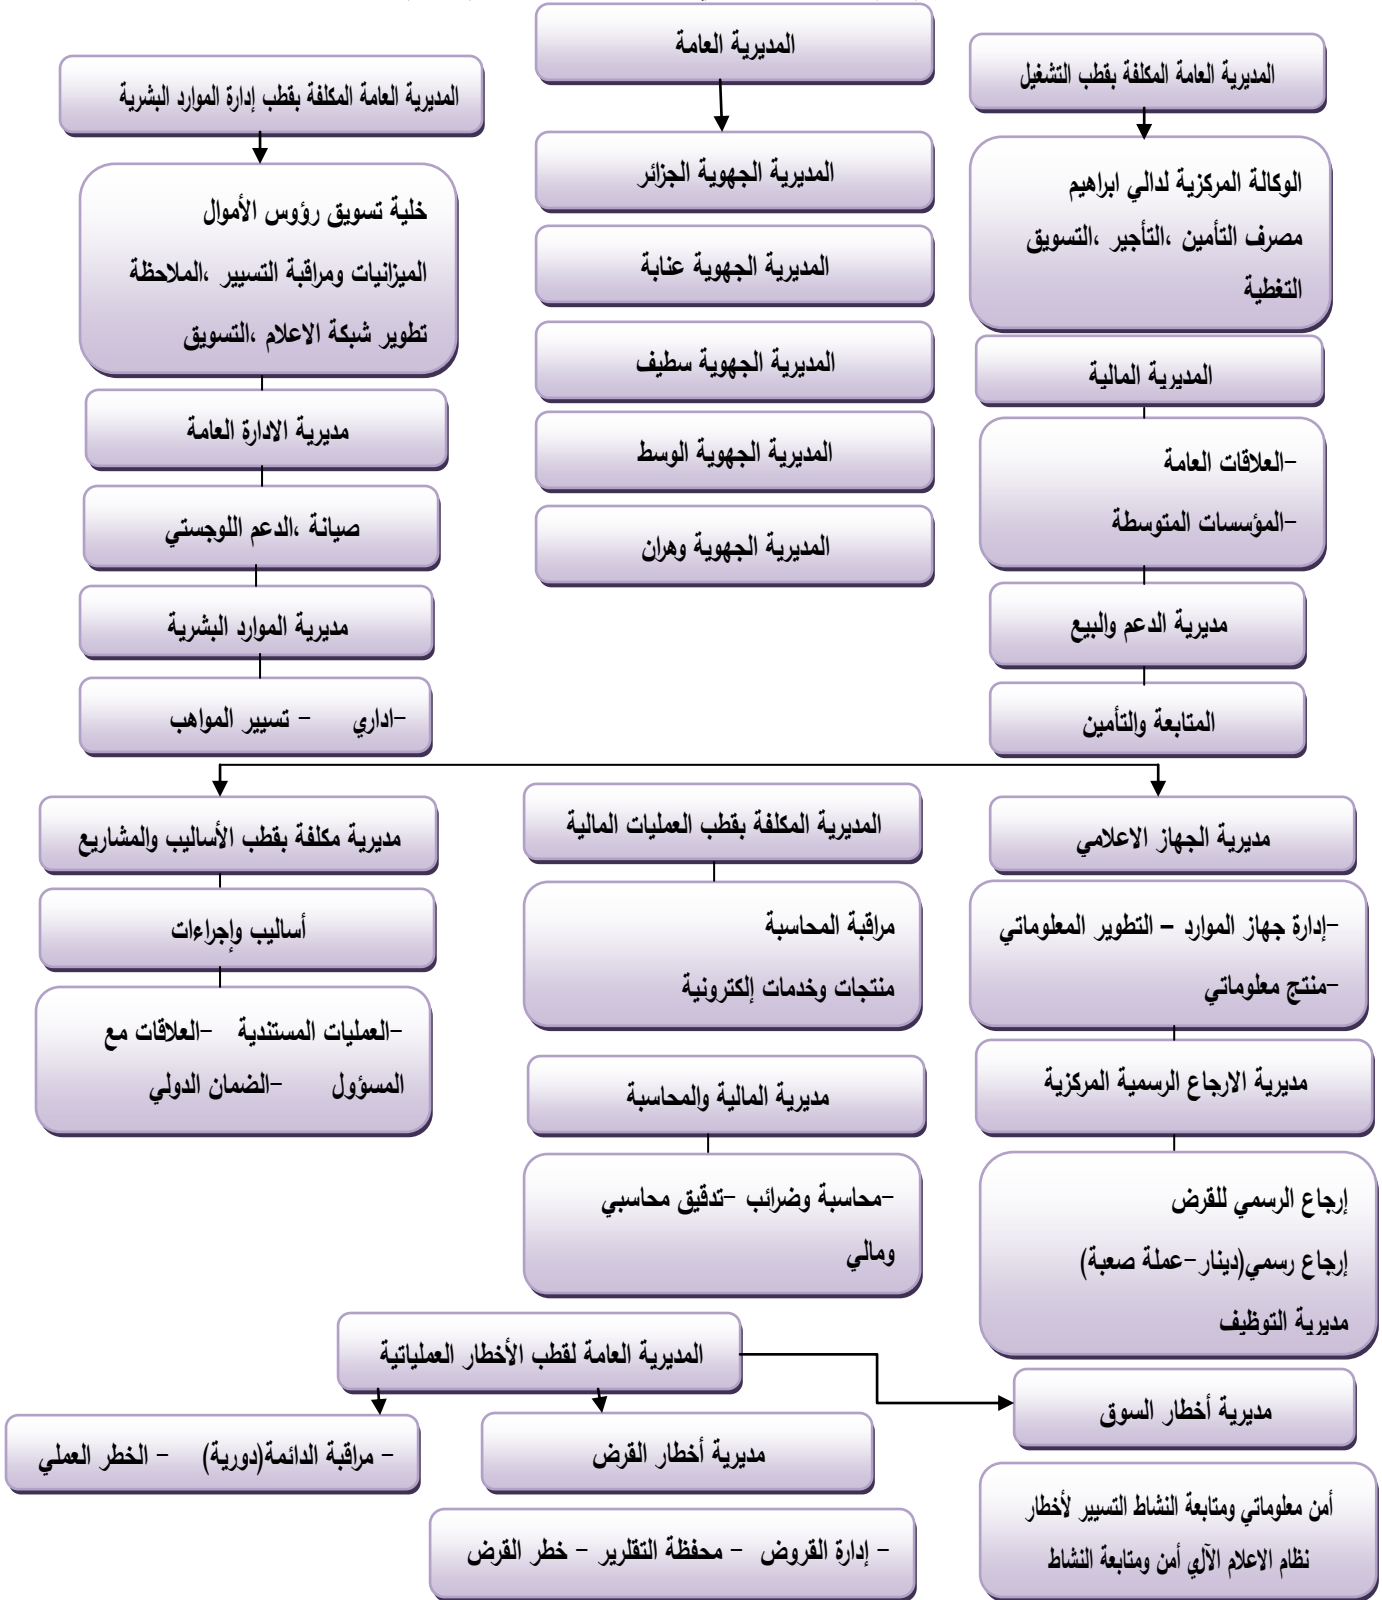 المديرية العامة
المديرية العامة المكلفة بقطب التشغيل
المديرية العامة المكلفة بقطب إدارة الموارد البشرية
الوكالة المركزية لدالي ابراهيم
مصرف التأمين ،التأجير ،التسويق
التغطية
المديرية المالية
-العلاقات العامة
-المؤسسات المتوسطة
مديرية الدعم والبيع
المتابعة والتأمين
المديرية الجهوية الجزائر
المديرية الجهوية عنابة
المديرية الجهوية سطيف
المديرية الجهوية الوسط
المديرية الجهوية وهران
خلية تسويق رؤوس الأموال
الميزانيات ومراقبة التسيير ،الملاحظة
تطوير شبكة الاعلام ،التسويق
مديرية الادارة العامة
صيانة ،الدعم اللوجستي
مديرية الموارد البشرية
-اداري - تسيير المواهب
مديرية الجهاز الاعلامي
-إدارة جهاز الموارد – التطوير المعلوماتي
-منتج معلوماتي
مديرية الارجاع الرسمية المركزية
إرجاع الرسمي للقرض
إرجاع رسمي(دينار-عملة صعبة)
مديرية التوظيف
المديرية المكلفة بقطب العمليات المالية
مراقبة المحاسبة
منتجات وخدمات إلكترونية
مديرية المالية والمحاسبة
-محاسبة وضرائب -تدقيق محاسبي
ومالي
مديرية مكلفة بقطب الأساليب والمشاريع
أساليب وإجراءات
-العمليات المستندية -العلاقات مع
المسؤول -الضمان الدولي
المديرية العامة لقطب الأخطار العملياتية
مديرية أخطار السوق
أمن معلوماتي ومتابعة النشاط التسيير لأخطار
نظام الاعلام الآلي أمن ومتابعة النشاط
مديرية أخطار القرض
- إدارة القروض - محفظة التقلرير - خطر القرض
- مراقبة الدائمة(دورية) - الخطر العملي